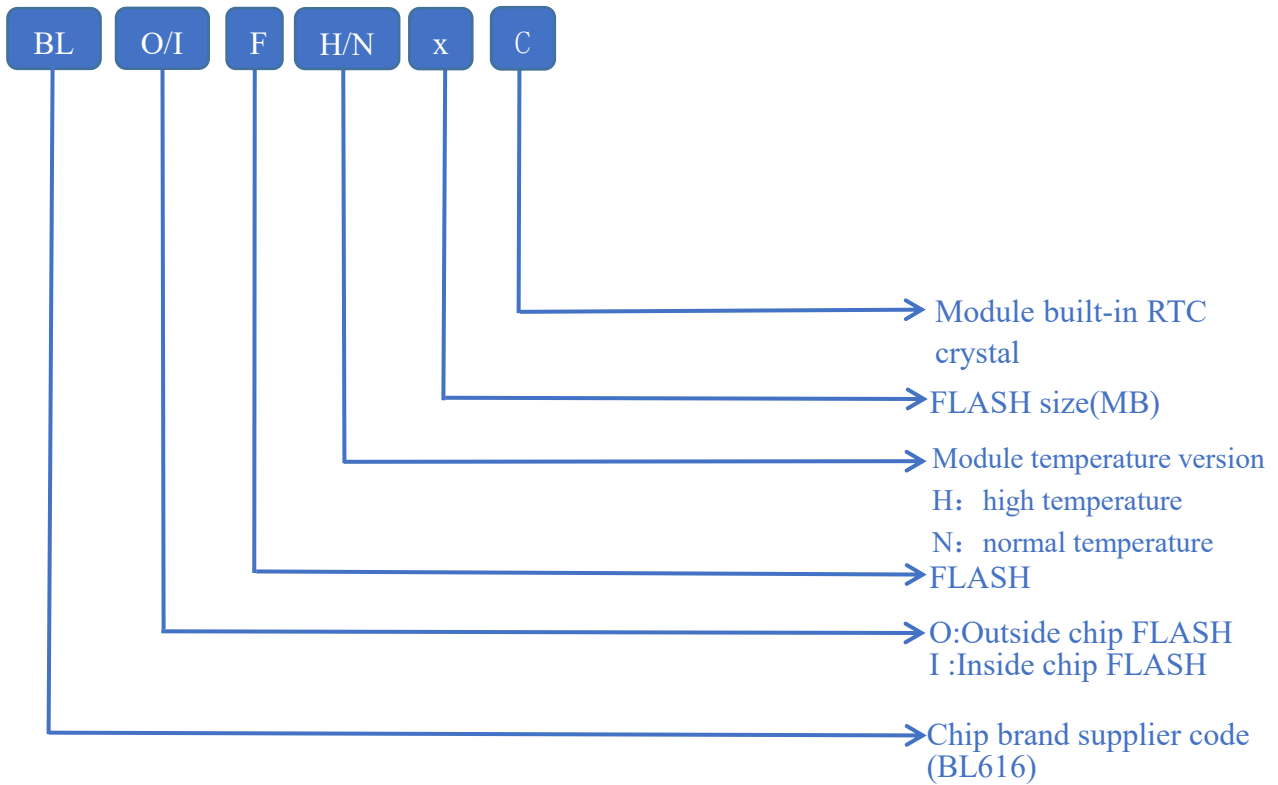 BL O/I F H/N x C
Module built-in RTC
crystal
FLASH size(MB)
Module temperature version
H： high temperature
N： normal temperature
FLASH
O:Outside chip FLASH
I :Inside chip FLASH
Chip brand supplier code
(BL616)